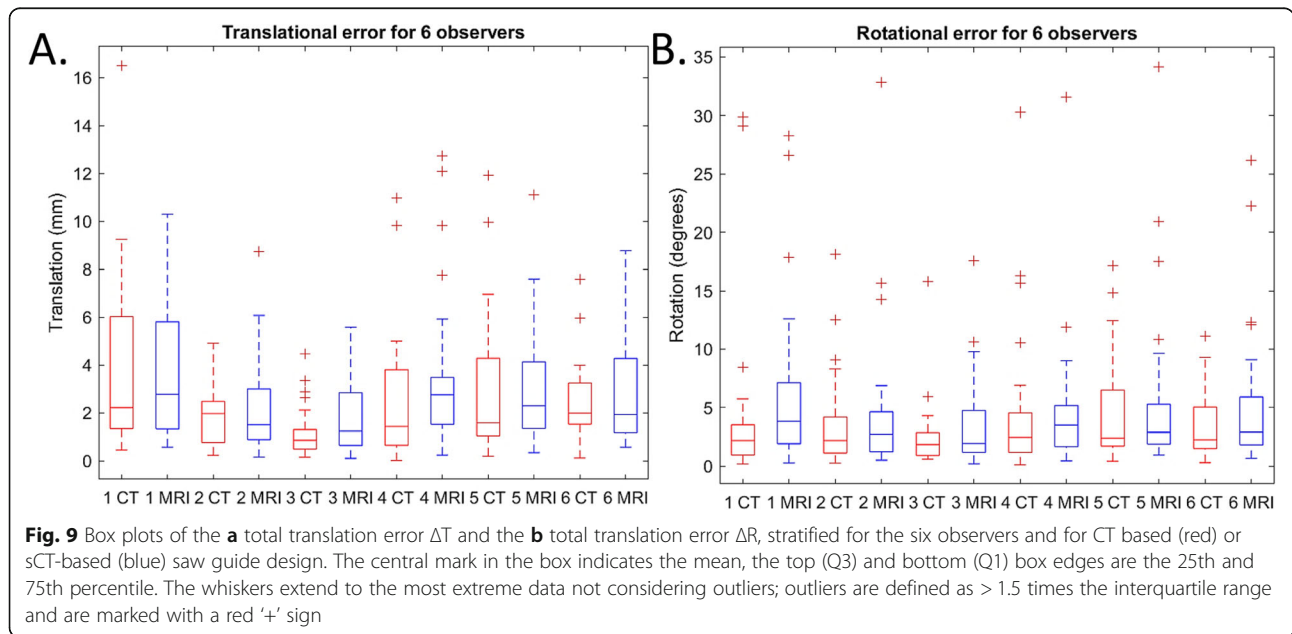 A.
Translational error for 6 observers
Translation (mm)
16
14
12
10
8
6
4
2
0
1 CT 1 MRI 2 CT 2 MRI 3 CT 3 MRI 4 CT 4 MRI 5 CT 5 MRI 6 CT 6 MRI
B.
Rotational error for 6 observers
Rotation (degrees)
35
30
25
20
15
10
5
0
1 CT 1 MRI 2 CT 2 MRI 3 CT 3 MRI 4 CT 4 MRI 5 CT 5 MRI 6 CT 6 MRI
Fig. 9 Box plots of the a total translation error ΔT and the b total translation error ΔR, stratified for the six observers and for CT based (red) or
sCT-based (blue) saw guide design. The central mark in the box indicates the mean, the top (Q3) and bottom (Q1) box edges are the 25th and
75th percentile. The whiskers extend to the most extreme data not considering outliers; outliers are defined as > 1.5 times the interquartile range
and are marked with a red ‘+’ sign